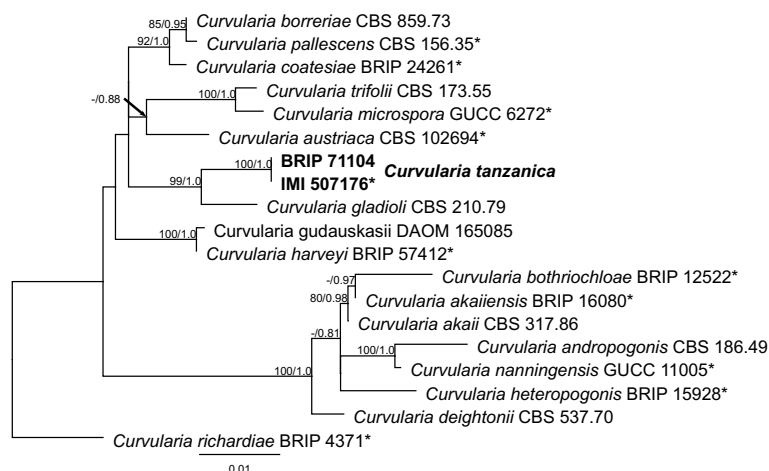 85/0.95
Curvularia borreriae CBS 859.73
92/1.0
Curvularia pallescens CBS 156.35*
Curvularia coatesiae BRIP 24261*
-/0.88
Curvularia trifolii CBS 173.55
100/1.0
Curvularia microspora GUCC 6272*
Curvularia austriaca CBS 102694*
BRIP 71104
100/1.0
Curvularia tanzanica
IMI 507176*
99/1.0
Curvularia gladioli CBS 210.79
Curvularia gudauskasii DAOM 165085
100/1.0
Curvularia harveyi BRIP 57412*
Curvularia bothriochloae BRIP 12522*
-/0.97
Curvularia akaiiensis BRIP 16080*
80/0.98
Curvularia akaii CBS 317.86
-/0.81
Curvularia andropogonis CBS 186.49
100/1.0
Curvularia nanningensis GUCC 11005*
100/1.0
Curvularia heteropogonis BRIP 15928*
Curvularia deightonii CBS 537.70
Curvularia richardiae BRIP 4371*
0.01